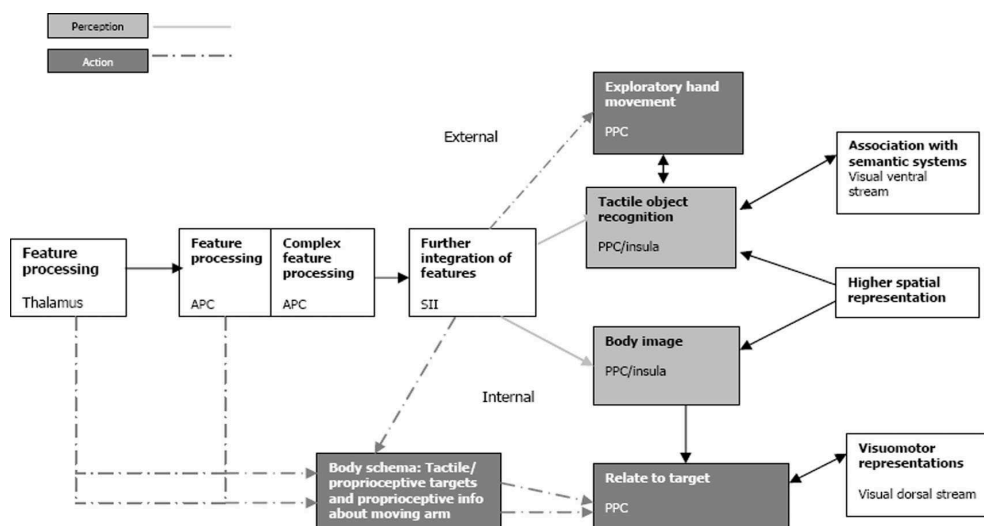 Perception
Action
External
Internal
Feature
processing
Thalamus
Feature
processing
APC
Complex
feature
processing
APC
Further
integration of
features
SII
Exploratory hand
movement
PPC
Tactile object
recognition
PPC/insula
Body image
PPC/insula
Body schema: Tactile/
proprioceptive targets
and proprioceptive info
about moving arm
Relate to target
PPC
Association with
semantic systems
Visual ventral
stream
Higher spatial
representation
Visuomotor
representations
Visual dorsal stream